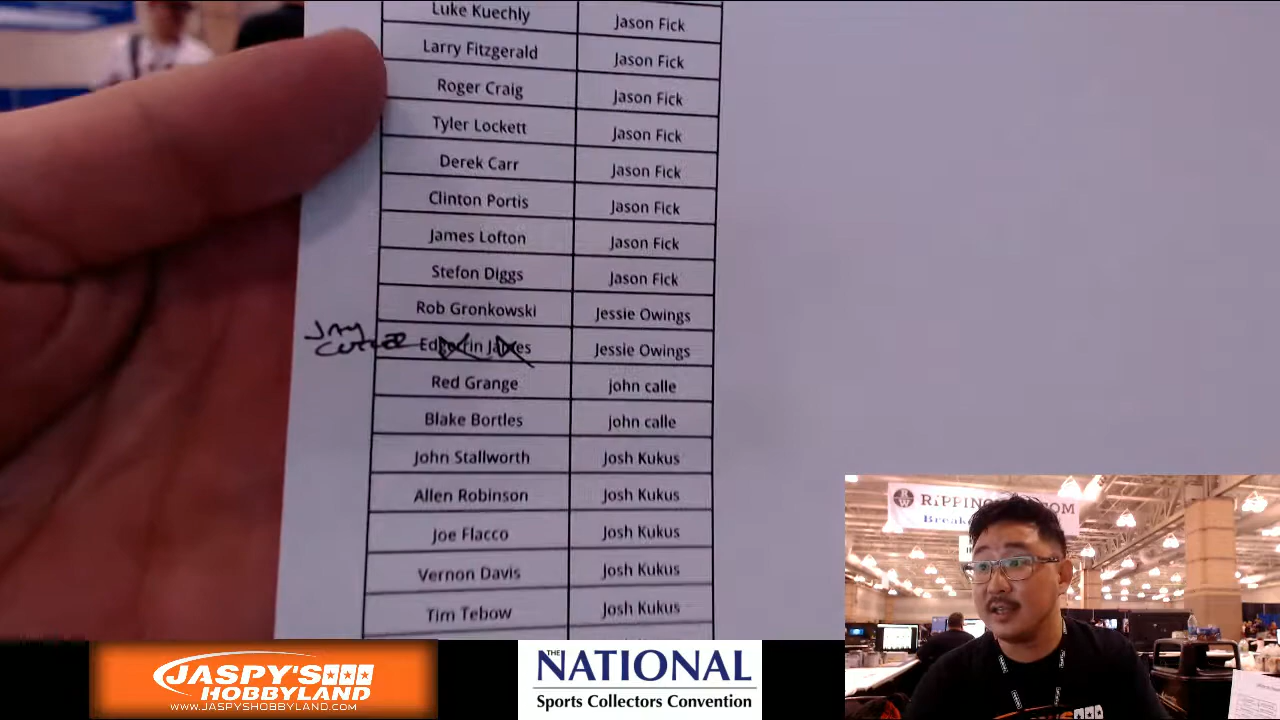 Luke Kuechly Jason Fick
Larry Fitzgerald Jason Fick
Roger Craig Jason Fick
Tyler Lockett Jason Fick
Derek Carr Jason Fick
Clinton Portis Jason Fick
James Lofton Jason Fick
Stefon Diggs Jason Fick
Rob Gronkowski Jessie Owings
JAY
CUTLER Edgerrin James Jessie Owings
Red Grange john calle
Blake Bortles john calle
John Stallworth Josh Kukus
Allen Robinson Josh Kukus
Joe Flacco Josh Kukus
Vernon Davis Josh Kukus
Tim Tebow Josh Kukus
JASPY'S
HOBBYLAND
WWW.JASPYSHOBBYLAND.COM
THE NATIONAL
Sports Collectors Convention